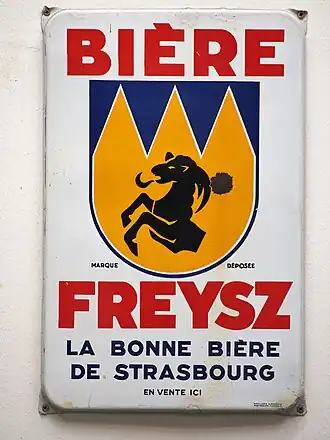 BIÈRE
MARQUE DÉPOSÉE
FREYSZ
LA BONNE BIÈRE
DE STRASBOURG
EN VENTE ICI